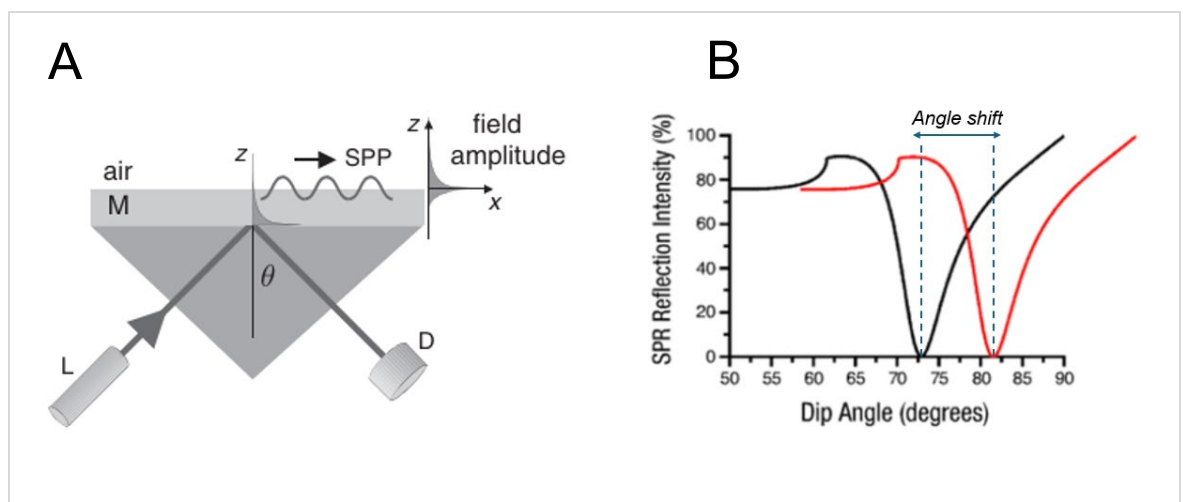 A
z
air
M
z
SPP
field
amplitude
x
θ
L
D
B
Angle shift
SPR Reflection Intensity (%)
100
80
60
40
20
0
50 55 60 65 70 75 80 85 90
Dip Angle (degrees)